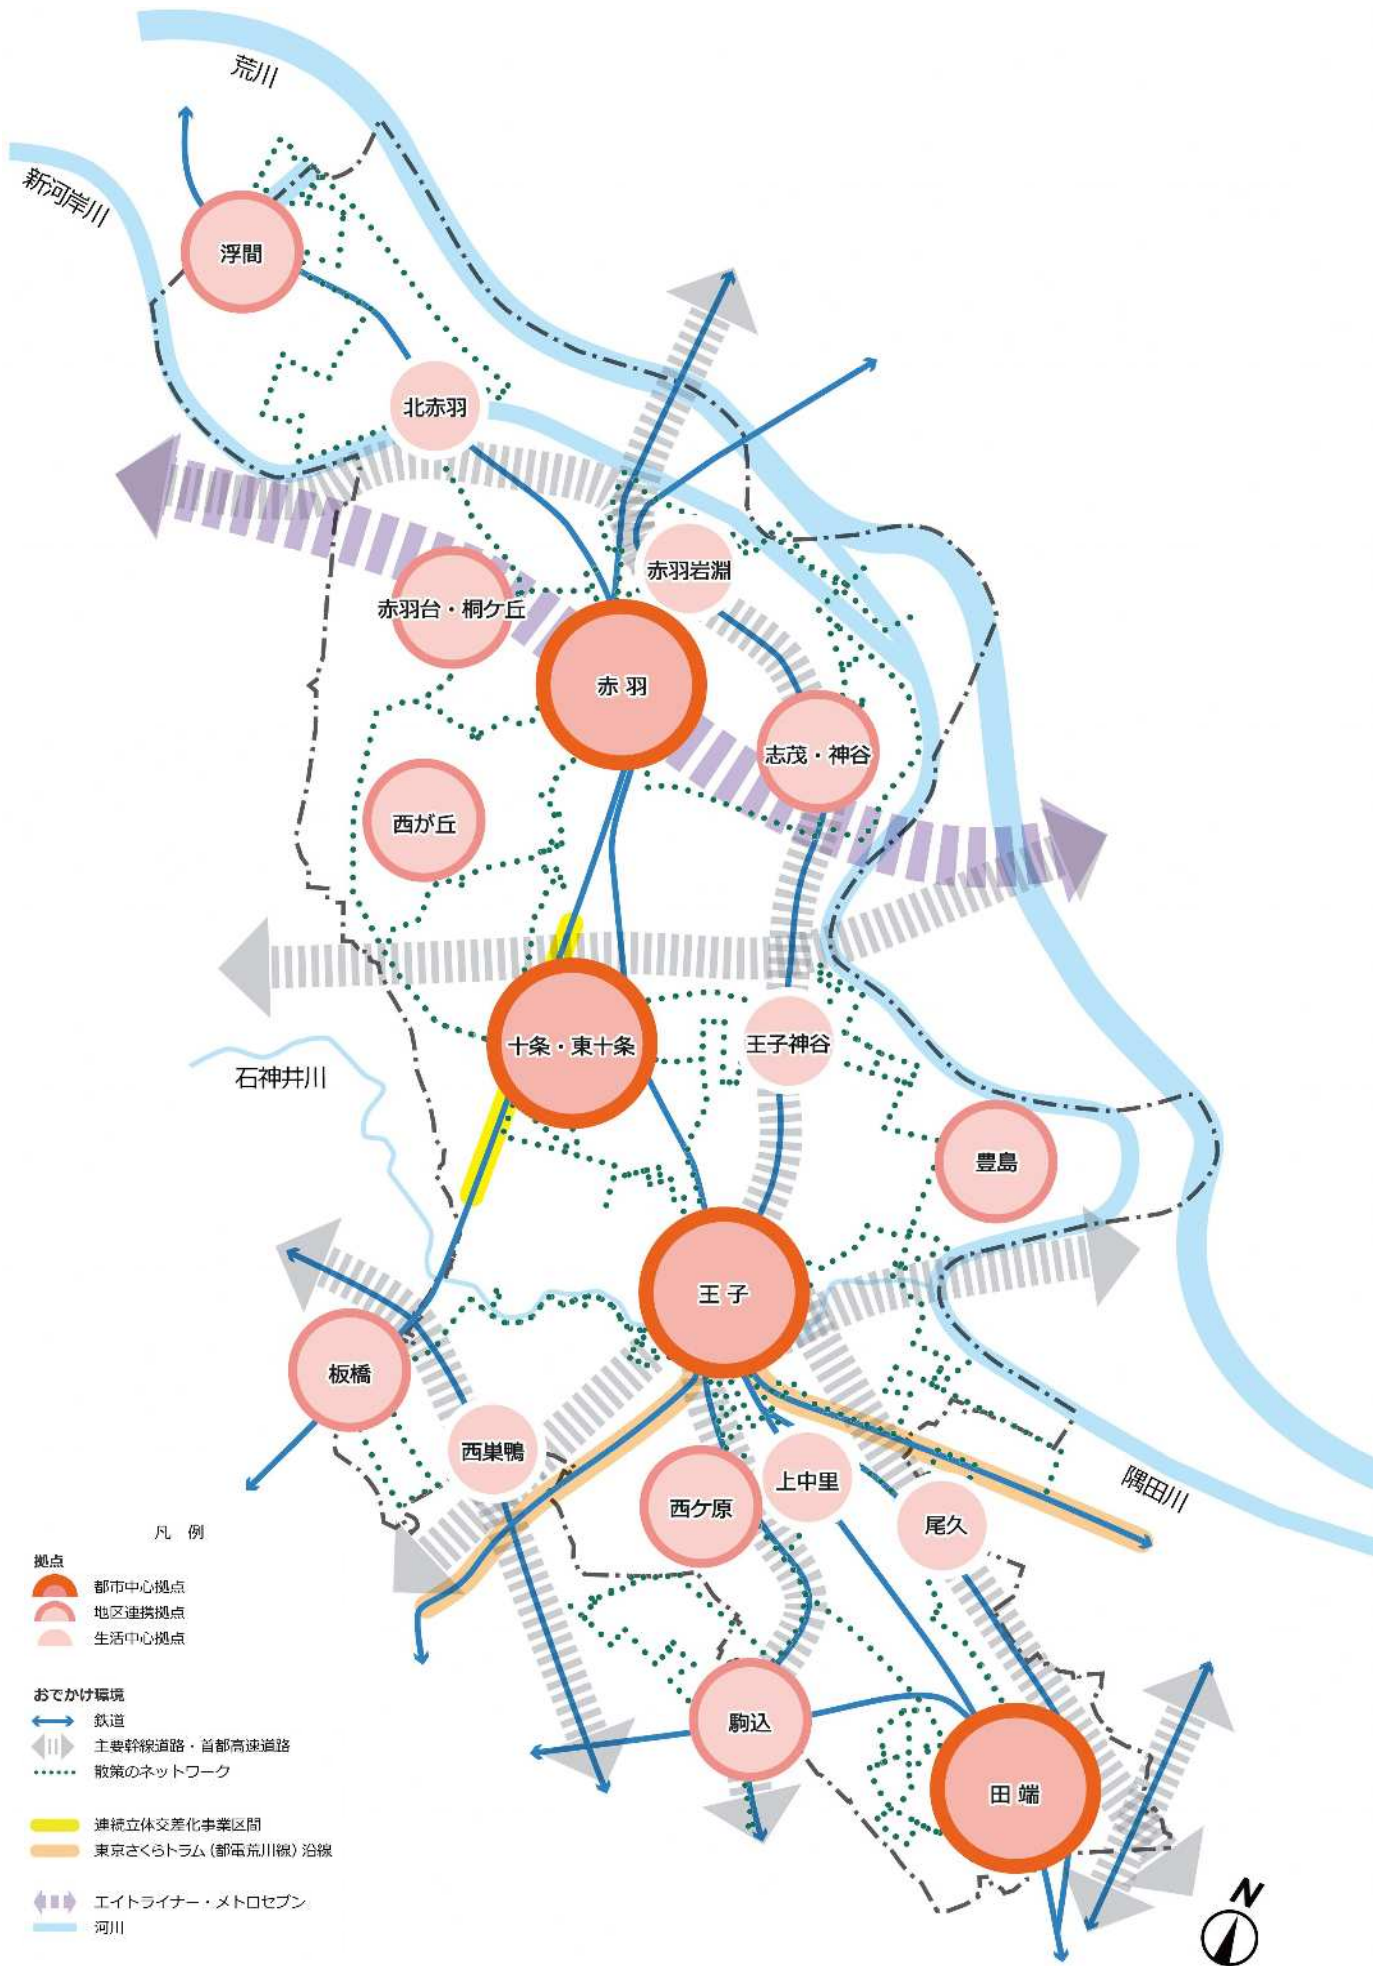 荒川
新河岸川
浮間
北赤羽
赤羽岩淵
赤羽台・桐ケ丘
赤羽
志茂・神谷
西が丘
十条・東十条
王子神谷
石神井川
豊島
王子
板橋
西巣鴨
上中里
西ケ原
尾久
隅田川
駒込
田端
凡例
拠点
都市中心拠点
地区連携拠点
生活中心拠点
おでかけ環境
鉄道
主要幹線道路・首都高速道路
散策のネットワーク
連続立体交差化事業区間
東京さくらトラム(都電荒川線)沿線
エイトライナー・メトロセブン
河川
N